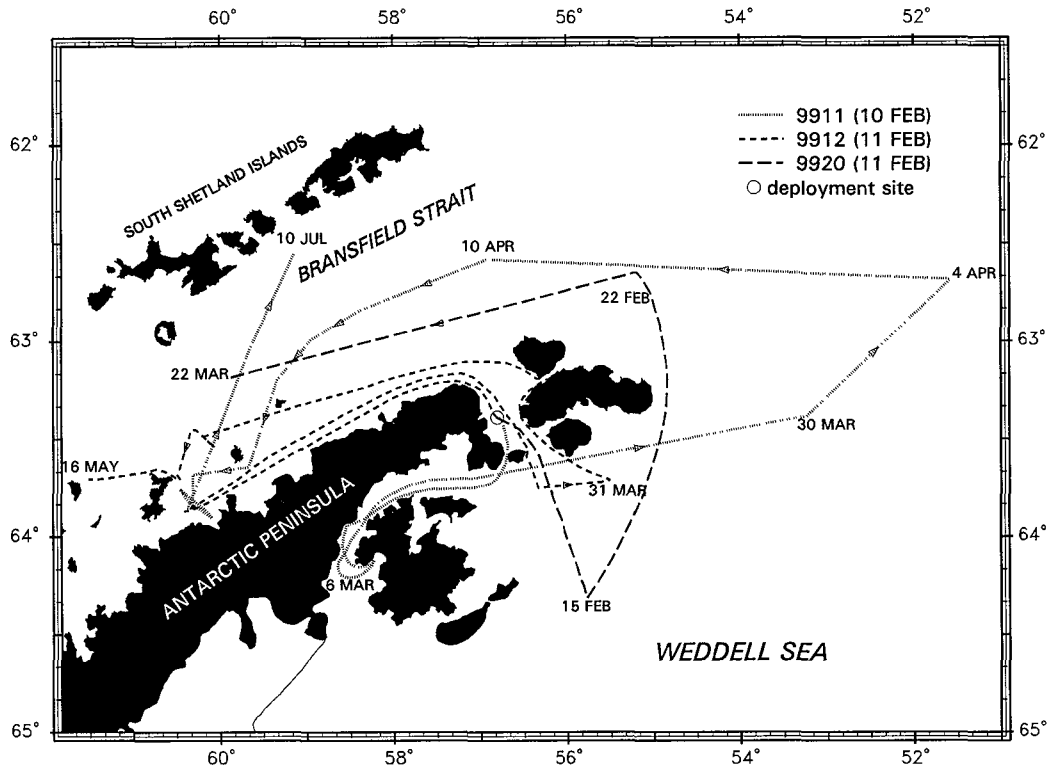 60° 58° 56° 54° 52°
9911 (10 FEB)
62° 62°
9912 (11 FEB)
9920 (11 FEB)
deployment site
SOUTH SHETLAND ISLANDS
BRANSFIELD STRAIT
10 JUL
10 APR
4 APR
22 FEB
63° 63°
22 MAR
30 MAR
16 MAY
31 MAR
ANTARCTIC PENINSULA
64° 64°
6 MAR
15 FEB
WEDDELL SEA
65° 65°
60° 58° 56° 54° 52°